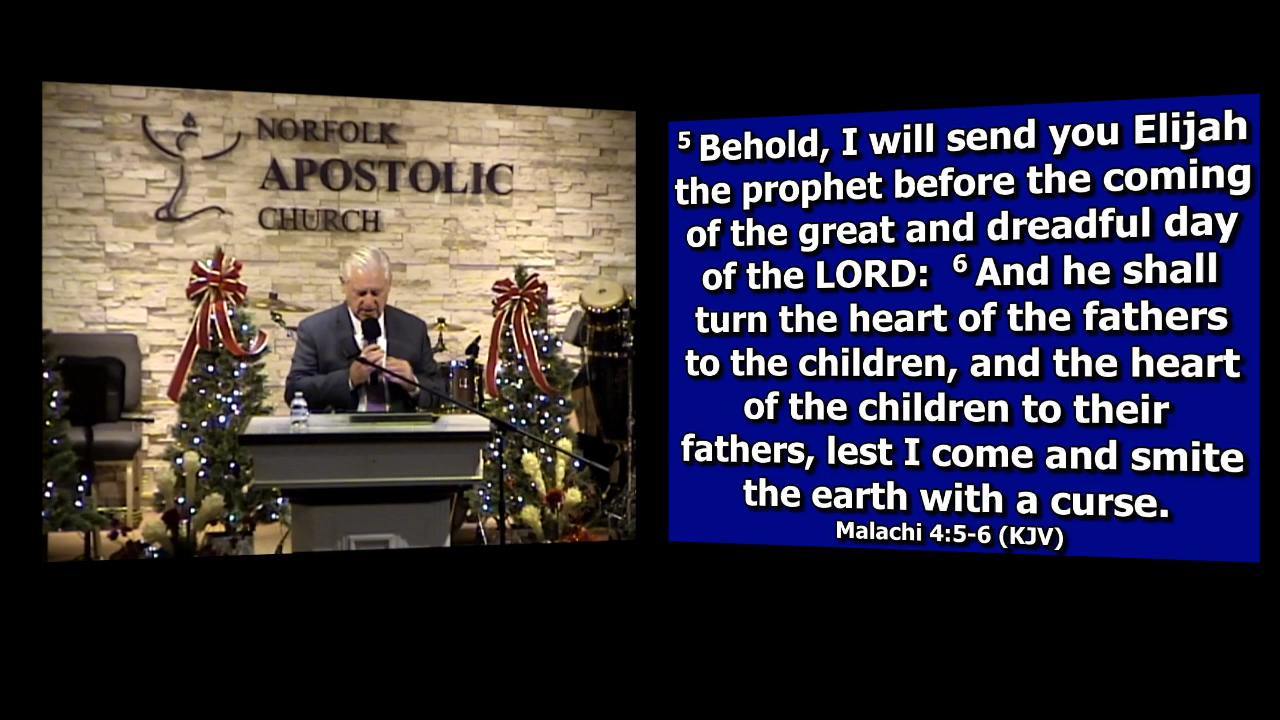 NORFOLK
APOSTOLIC
CHURCH
5 Behold, I will send you Elijah
the prophet before the coming
of the great and dreadful day
of the LORD: 6 And he shall
turn the heart of the fathers
to the children, and the heart
of the children to their
fathers, lest I come and smite
the earth with a curse.
Malachi 4:5-6 (KJV)